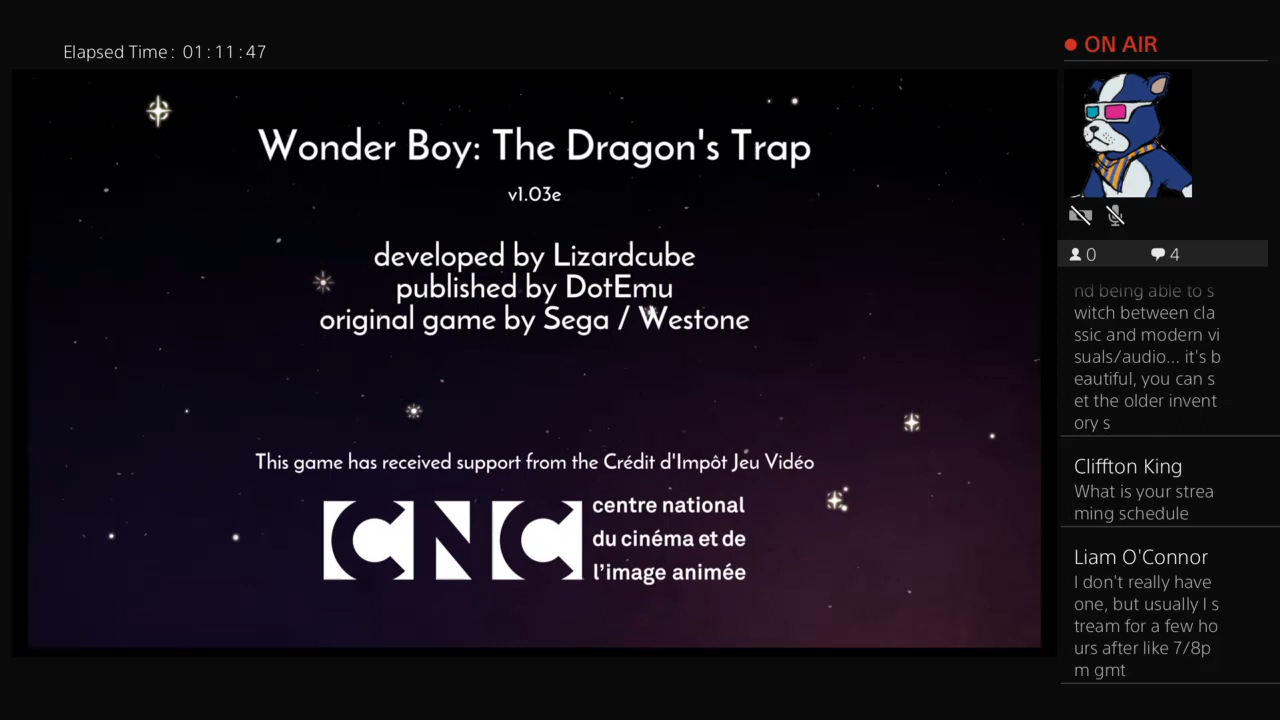 Elapsed Time: 01:11:47
ON AIR
Wonder Boy: The Dragon's Trap
v1.03e
developed by Lizardcube
published by DotEmu
original game by Sega / Westone
This game has received support from the Crédit d'Impôt Jeu Vidéo
CNC
centre national
du cinéma et de
l'image animée
0 4
nd being able to s
witch between cla
ssic and modern vi
suals/audio... it's b
eautiful, you can s
et the older invent
ory s
Cliffton King
What is your strea
ming schedule
Liam O'Connor
I don't really have
one, but usually I s
tream for a few ho
urs after like 7/8p
m gmt